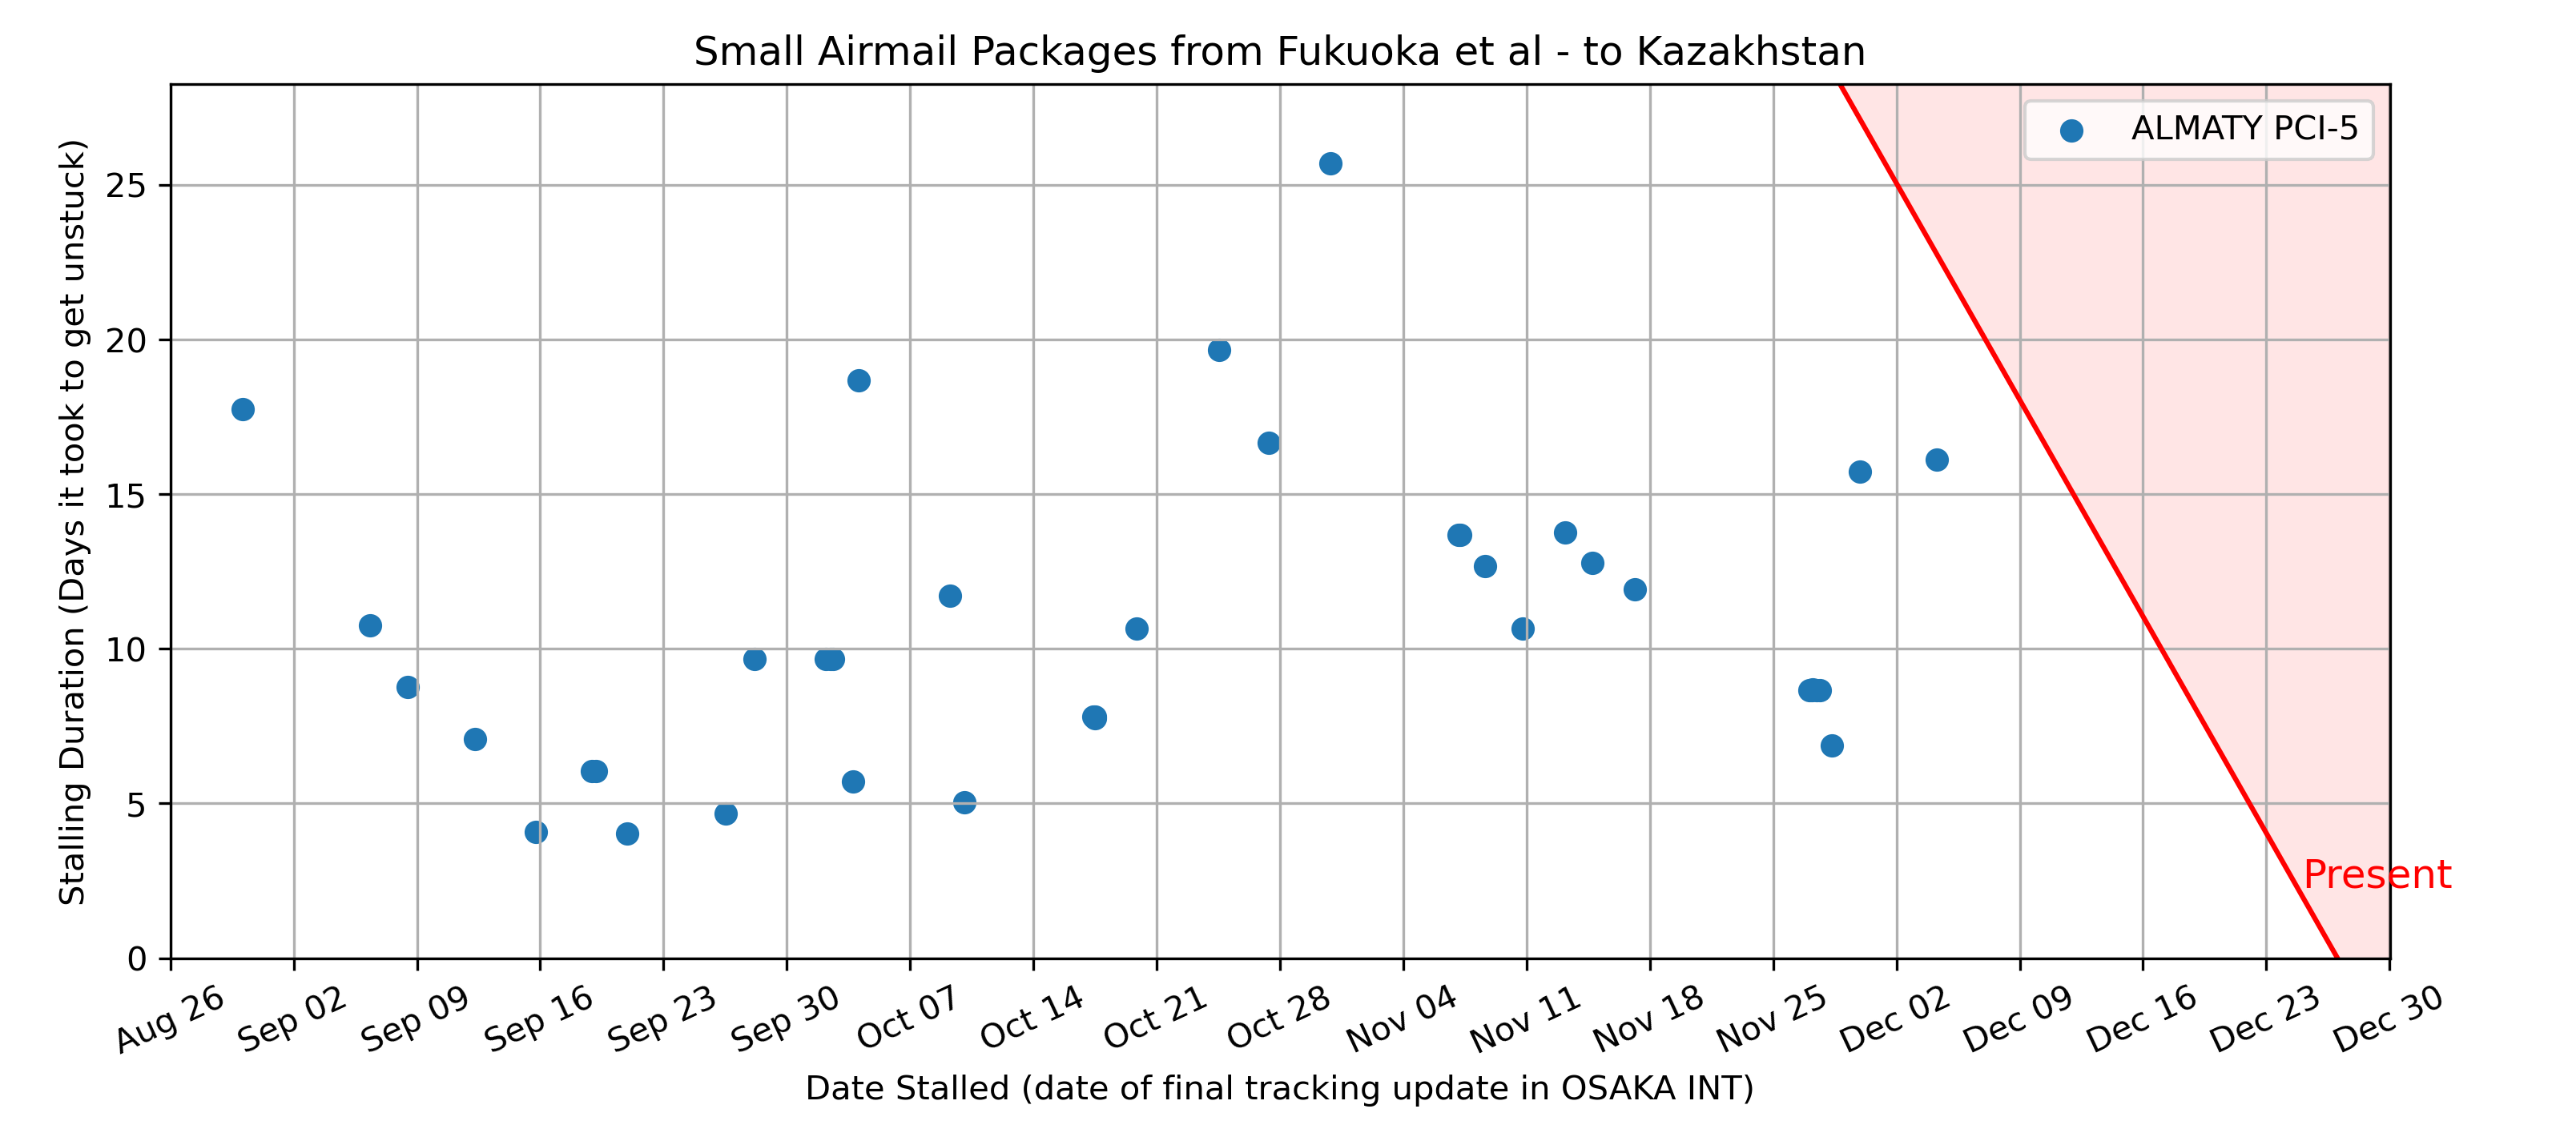 Small Airmail Packages from Fukuoka et al - to Kazakhstan
ALMATY PCI-5
Stalling Duration (Days it took to get unstuck)
25
20
15
10
5
0
Present
Aug 26
Sep 02
Sep 09
Sep 16
Sep 23
Sep 30
Oct 07
Oct 14
Oct 21
Oct 28
Nov 04
Nov 11
Nov 18
Nov 25
Dec 02
Dec 09
Dec 16
Dec 23
Dec 30
Date Stalled (date of final tracking update in OSAKA INT)